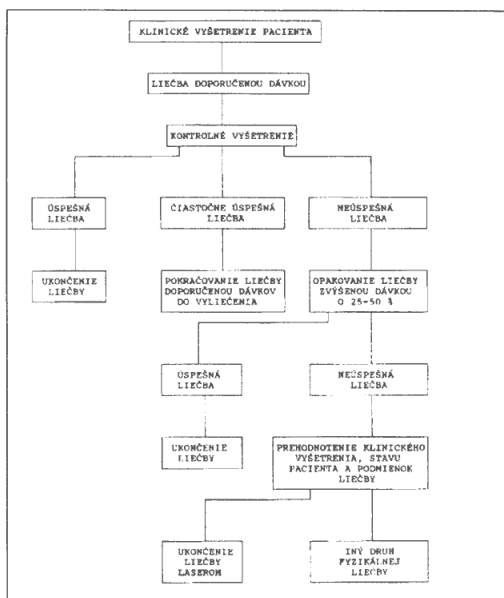 KLINICKÉ VYŠETRENIE PACIENTA
LIEČBA DOPORUČENOU DÁVKOU
KONTROLNÉ VYŠETRENIE
ÚSPEŠNÁ
LIEČBA
ČIASTOČNE ÚSPEŠNÁ
LIEČBA
NEÚSPEŠNÁ
LIEČBA
UKONČENIE
LIEČBY
POKRAČOVANIE LIEČBY
DOPORUČENOU DÁVKOV
DO VYLIEČENIA
OPAKOVANIE LIEČBY
ZVÝŠENOU DÁVKOU
O 25-50 %
ÚSPEŠNÁ
LIEČBA
NEÚSPEŠNÁ
LIEČBA
UKONČENIE
LIEČBY
PREHODNOTENIE KLINICKÉHO
VYŠETRENIA, STAVU
PACIENTA A PODMIENOK
LIEČBY
UKONČENIE
LIEČBY
LASEROM
INÝ DRUH
FYZIKÁLNEJ
LIEČBY